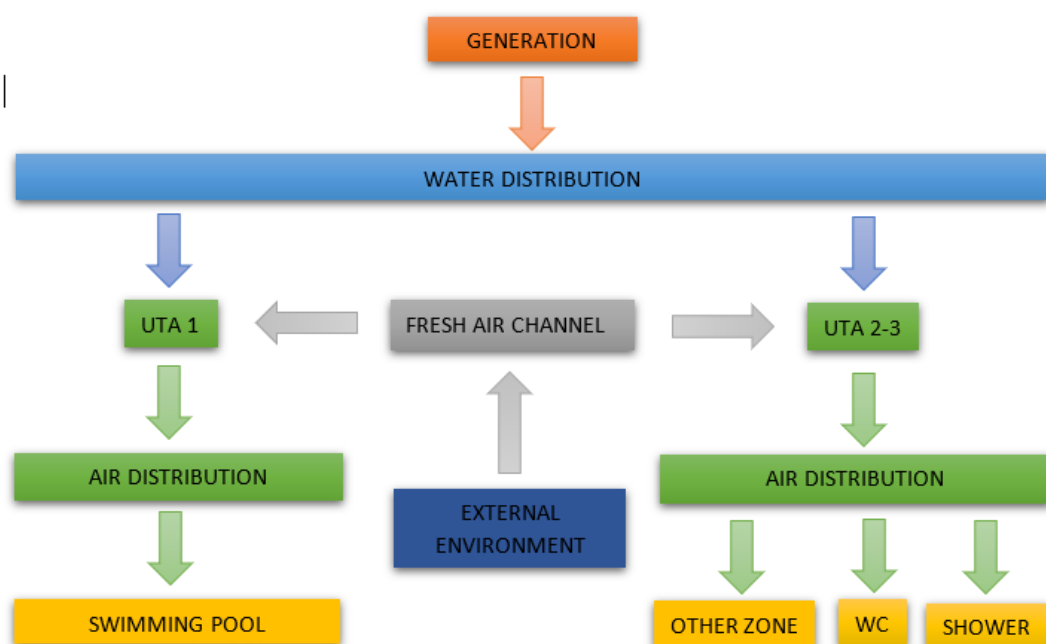 GENERATION
WATER DISTRIBUTION
UTA 1
FRESH AIR CHANNEL
UTA 2-3
AIR DISTRIBUTION
AIR DISTRIBUTION
EXTERNAL
ENVIRONMENT
SWIMMING POOL
OTHER ZONE
WC
SHOWER